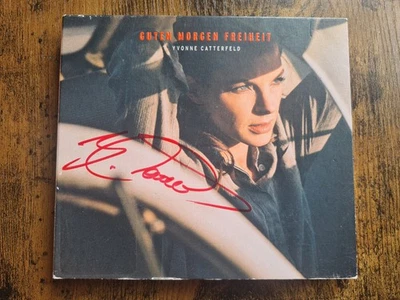 GUTEN MORGEN FREIHEIT
YVONNE CATTERFELD